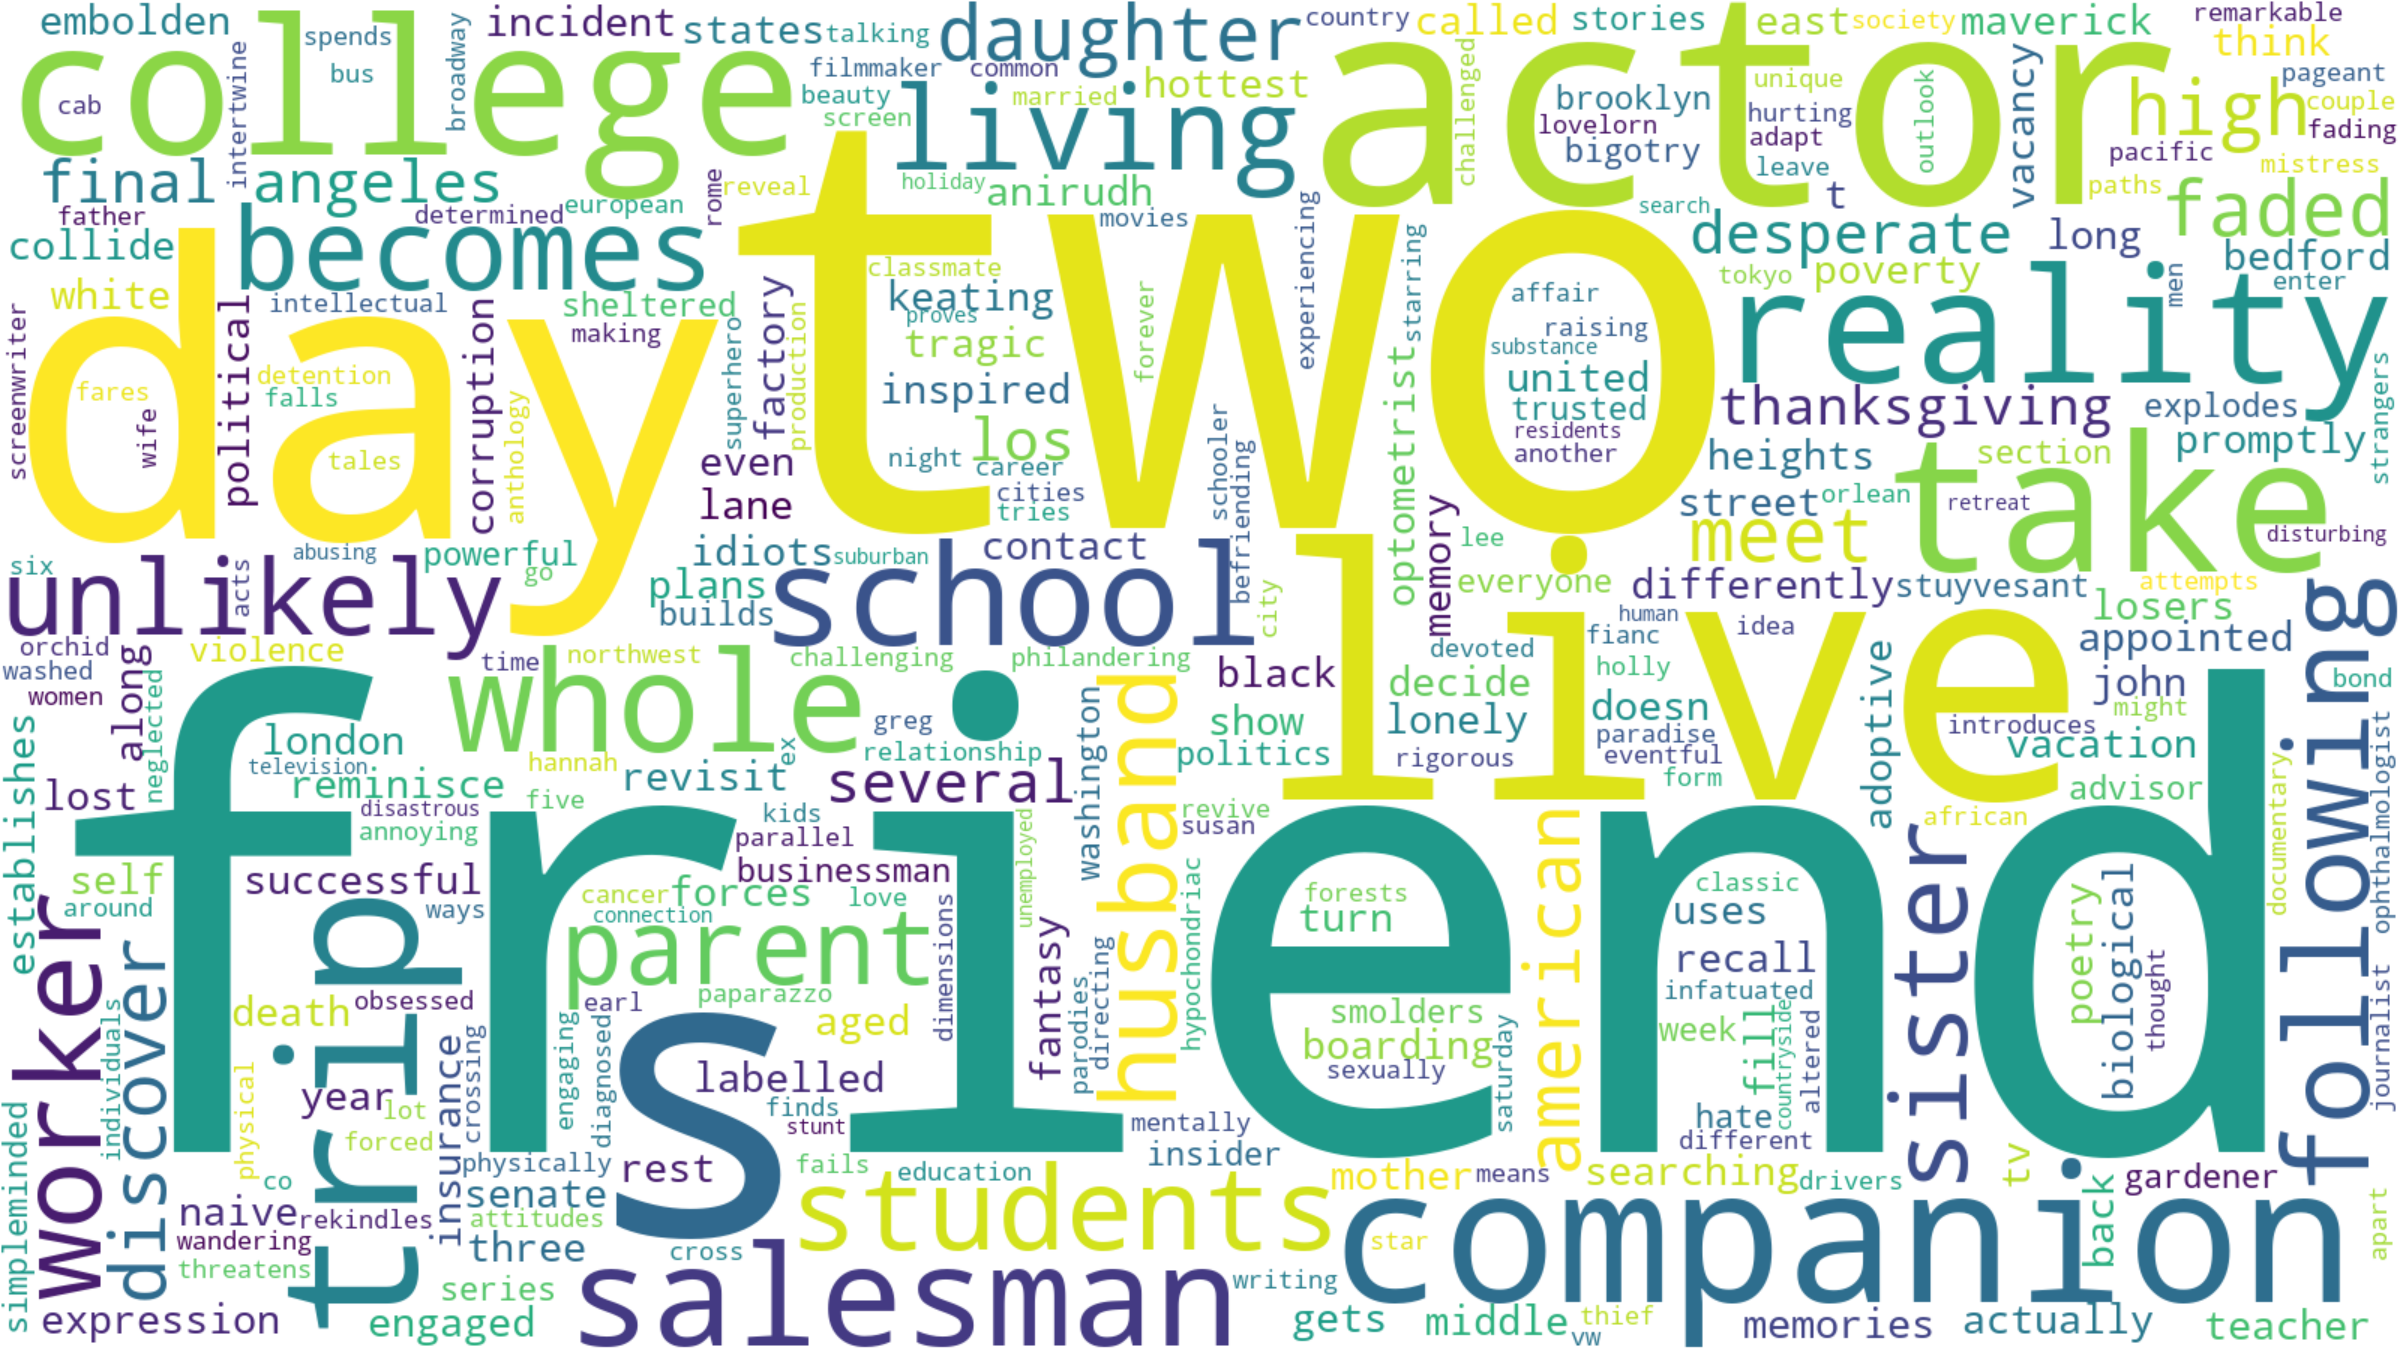 embolden
spends
bus
cab
college
intertwine
broadway
incident
states
talking
daughter
country
called
stories
east
society
maverick
remarkable
think
pageant
filmmaker
common
beauty
screen
married
hottest
living
actor
challenged
brooklyn
lovelorn
bigotry
unique
hurting
adapt
leave
outlook
vacancy
high
couple
fading
pacific
mistress
paths
final
angeles
father
determined
european
rome
reveal
holiday
anirudh
movies
experiencing
search
t
faded
collide
becomes
desperate
long
bedford
white
intellectual
sheltered
making
classmate
keating
proves
tragic
forever
starring
affair
raising
substance
tokyo
poverty
men
enter
reality
screenwriter
day
two
fares
wife
tales
political
detention
falls
corruption
anthology
superhero
factory
production
inspired
los
night
career
cities
tries
even
lane
schooler
befriending
optometrist
united
trusted
residents
another
thanksgiving
explodes
promptly
strangers
heights
section
street
orlean
take
retreat
disturbing
memory
meet
six
unlikely
acts
abusing
powerful
go
idiots
suburban
plans
builds
school
contact
city
lee
everyone
differently
stuyvesant
attempts
losers
human
fianc
idea
live
orchid
washed
women
along
neglected
violence
time
northwest
whole
challenging
philandering
black
devoted
decide
lonely
holly
doesn
paradise
eventful
form
adoptive
introduces
appointed
john
might
vacation
advisor
bond
following
establishes
london
television
reminisce
lost
hannah
revisit
ex
greg
relationship
several
washington
husband
show
politics
rigorous
revive
susan
disastrous
annoying
five
kids
parallel
businessman
unemployed
friend
self
around
successful
ways
cancer
forces
connection
love
parent
dimensions
fantasy
hypochondriac
forests
turn
american
classic
uses
recall
infatuated
sister
african
poetry
biological
thought
documentary
ophthalmologist
journalist
worker
discover
individuals
death
obsessed
trip
earl
paparazzo
aged
parodies
directing
smolders
boarding
sexually
saturday
week
fill
countryside
altered
s
physical
year
lot
forced
insurance
crossing
engaging
diagnosed
labelled
finds
stunt
mentally
insider
hate
different
simpleminded
physically
rest
fails
education
mother
means
searching
drivers
tv
gardener
co
naive
rekindles
wandering
threatens
senate
attitudes
three
cross
students
star
companion
back
apart
expression
series
engaged
salesman
writing
gets
middle
thief
vw
memories
actually
teacher